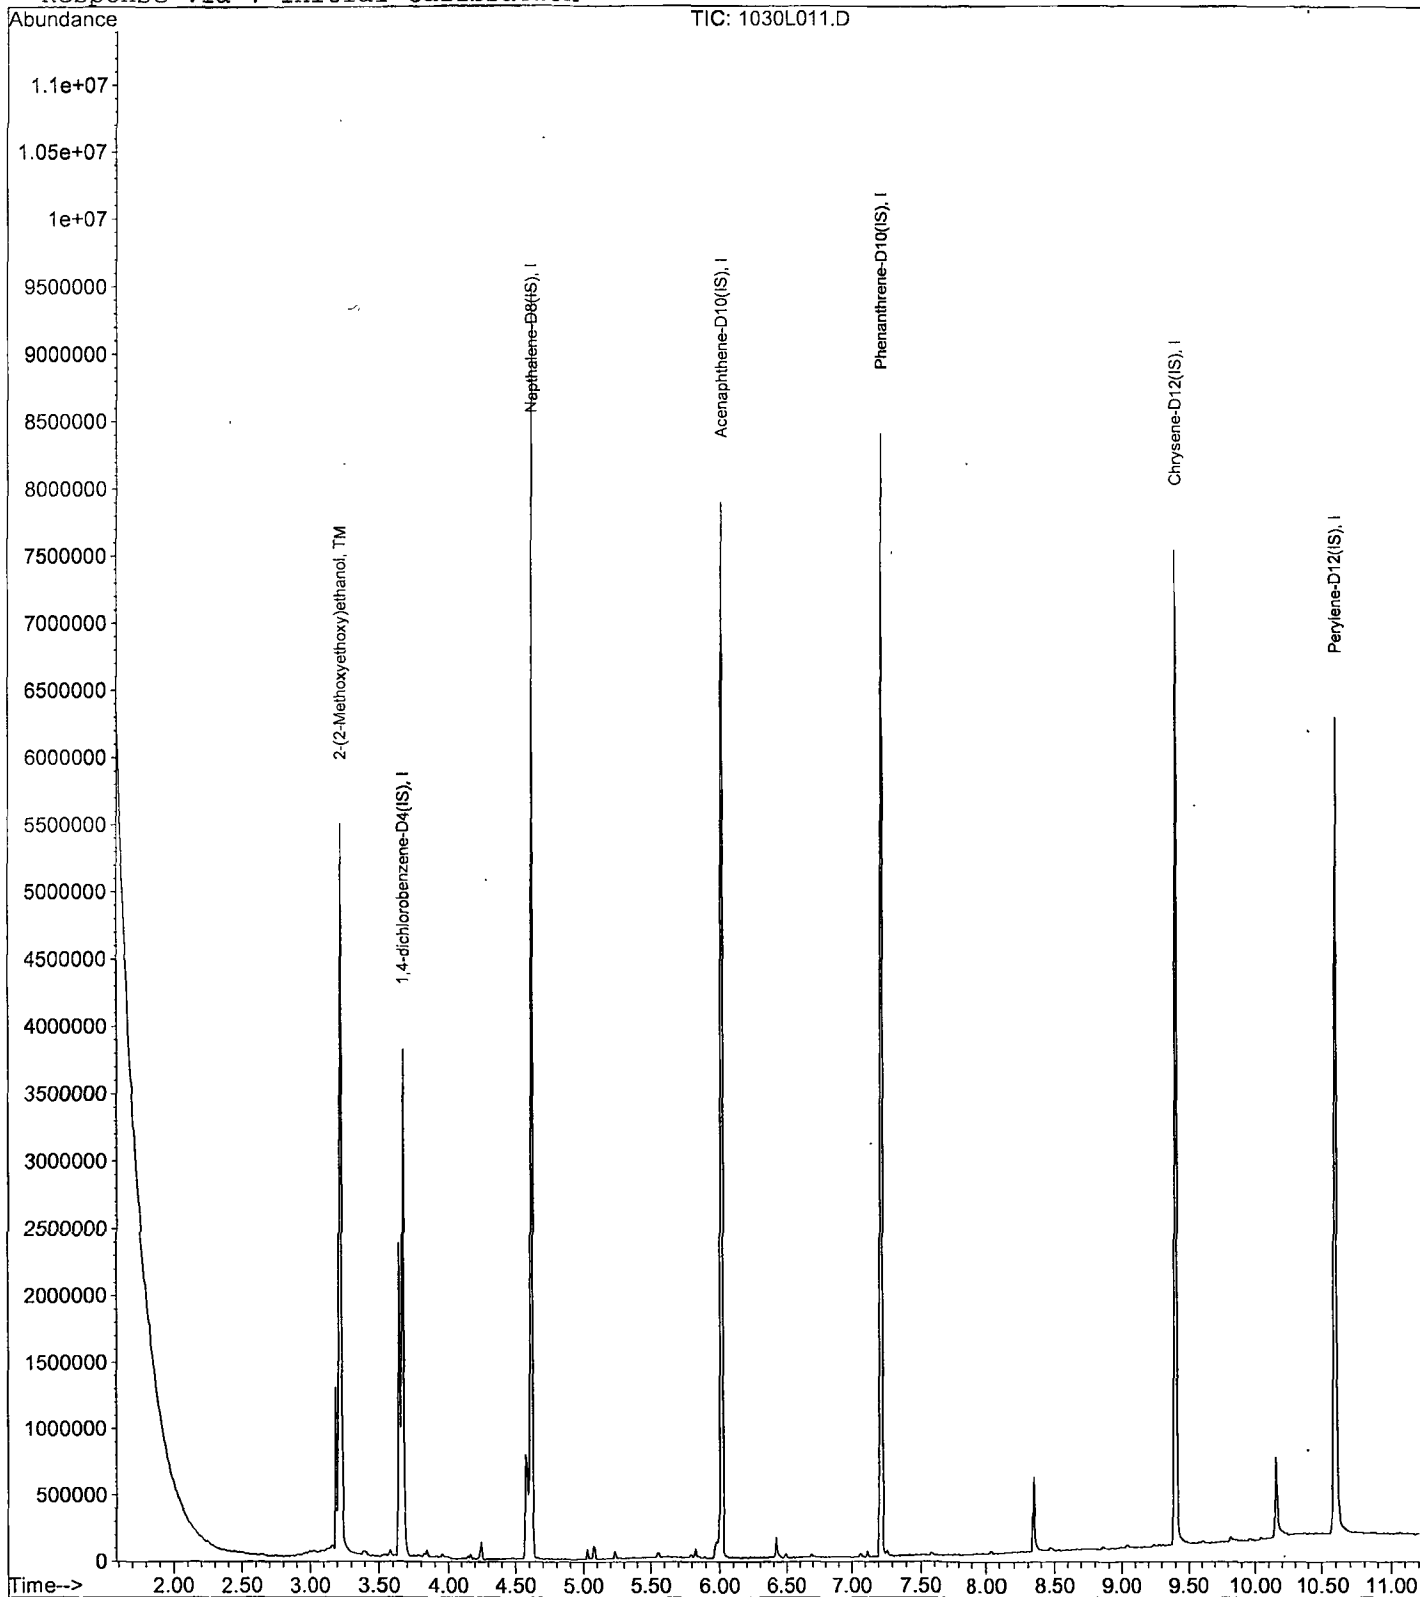 Response via : Initial Calibration
Abundance
TIC: 1030L011.D
1.1e+07
1.05e+07
1e+07
9500000
9000000
8500000
8000000
7500000
7000000
6500000
6000000
5500000
5000000
4500000
4000000
3500000
3000000
2500000
2000000
1500000
1000000
500000
0
2-(2-Methoxyethoxy)ethanol, TM
1,4-dichlorobenzene-D4(IS), I
Napthalene-D8(IS), I
Acenaphthene-D10(IS), I
Phenanthrene-D10(IS), I
Chrysene-D12(IS), I
Perylene-D12(IS), I
Time-->
2.00 2.50 3.00 3.50 4.00 4.50 5.00 5.50 6.00 6.50 7.00 7.50 8.00 8.50 9.00 9.50 10.00 10.50 11.00